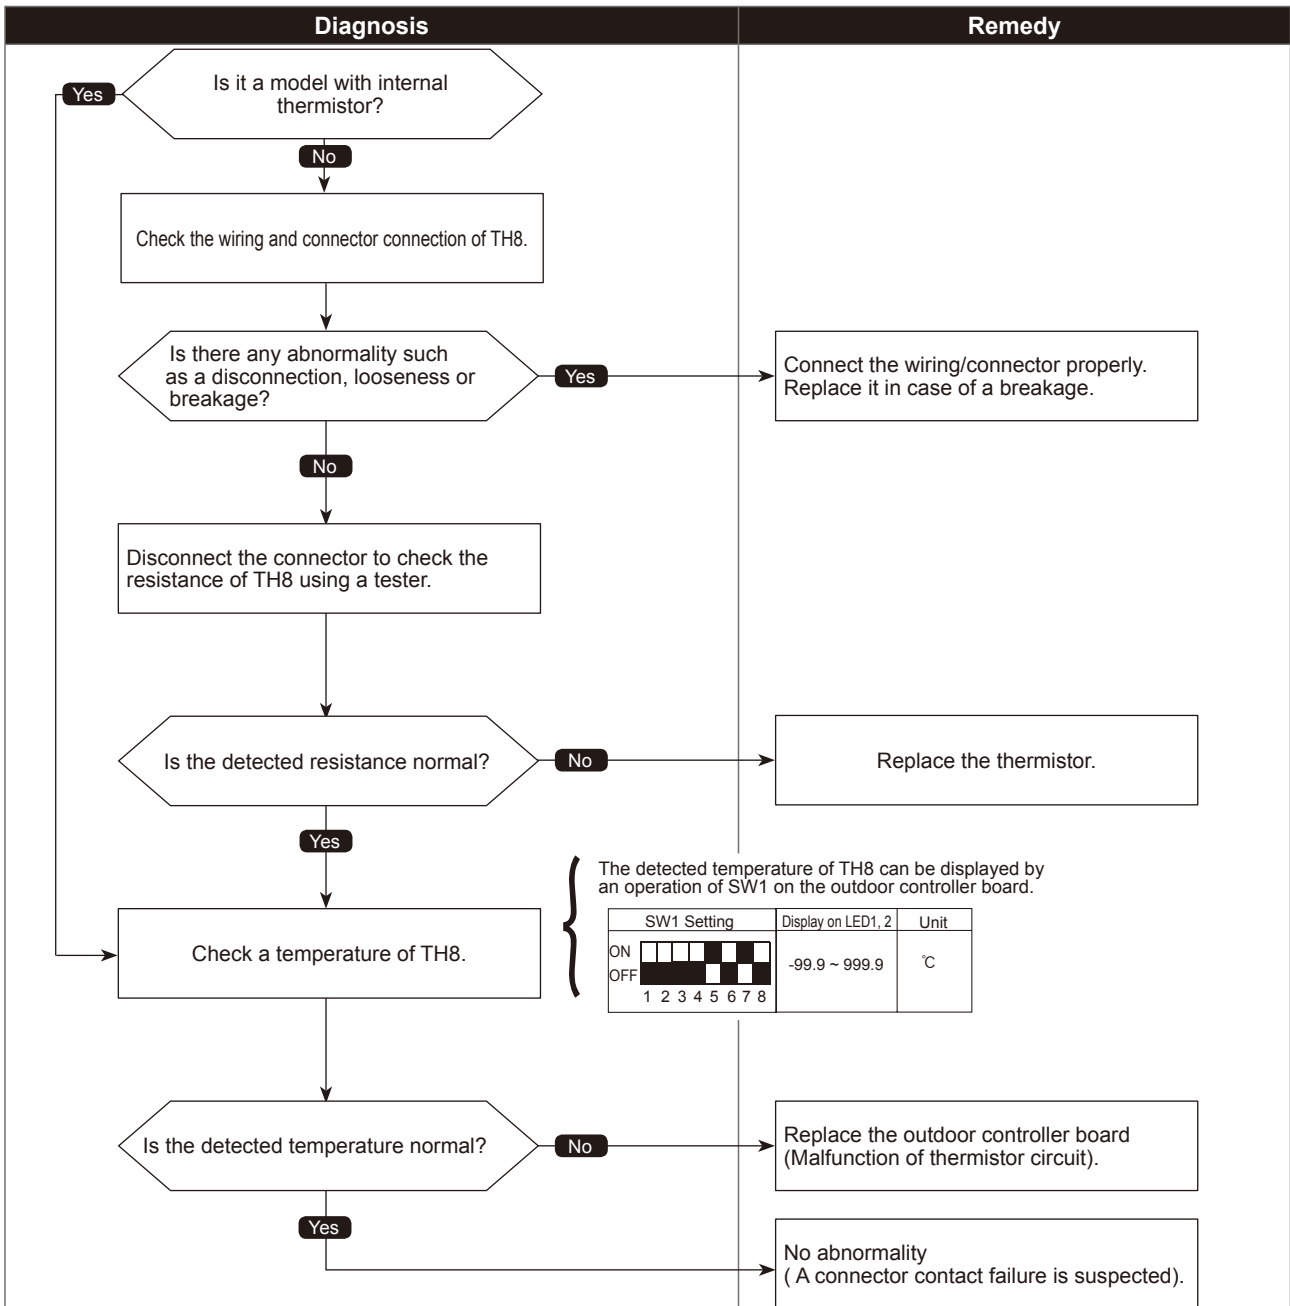 Diagnosis
Remedy
Is it a model with internal
thermistor?
Yes
No
Check the wiring and connector connection of TH8.
Is there any abnormality such
as a disconnection, looseness or
breakage?
Yes
Connect the wiring/connector properly.
Replace it in case of a breakage.
No
Disconnect the connector to check the
resistance of TH8 using a tester.
Is the detected resistance normal?
No
Replace the thermistor.
Yes
The detected temperature of TH8 can be displayed by
an operation of SW1 on the outdoor controller board.
Check a temperature of TH8.
SW1 Setting
Display on LED1, 2
Unit
ON
OFF
1 2 3 4 5 6 7 8
-99.9 ~ 999.9
℃
Is the detected temperature normal?
No
Replace the outdoor controller board
(Malfunction of thermistor circuit).
Yes
No abnormality
( A connector contact failure is suspected).